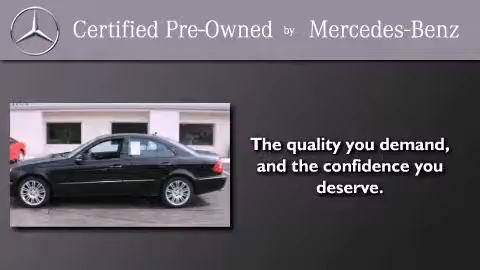 Certified Pre-Owned by Mercedes-Benz
The quality you demand,
and the confidence you
deserve.